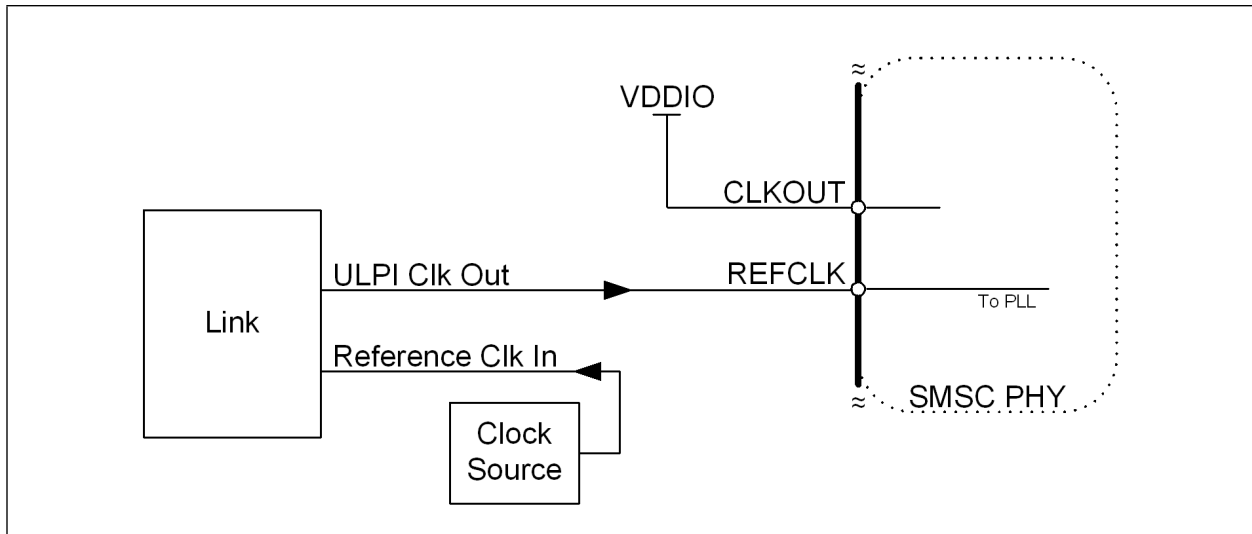 VDDIO
CLKOUT
ULPI Clk Out
REFCLK
To PLL
Link
Reference Clk In
SMSC PHY
Clock
Source